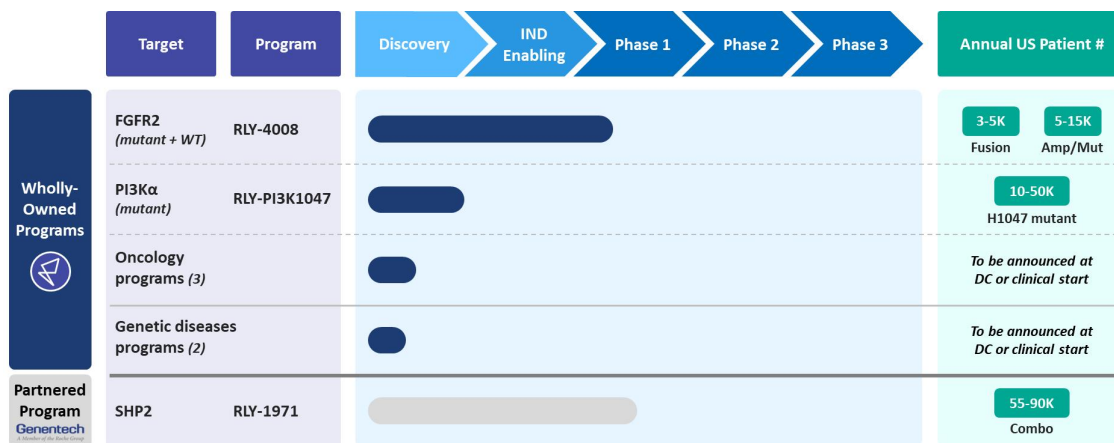 Target
Program
Discovery
IND
Enabling
Phase 1
Phase 2
Phase 3
Annual US Patient #
Wholly-
Owned
Programs
FGFR2
(mutant + WT)
RLY-4008
3-5K
5-15K
Fusion
Amp/Mut
PI3Kα
(mutant)
RLY-PI3K1047
10-50K
H1047 mutant
Oncology
programs (3)
To be announced at
DC or clinical start
Genetic diseases
programs (2)
To be announced at
DC or clinical start
Partnered
Program
Genentech
A Member of the Roche Group
SHP2
RLY-1971
55-90K
Combo